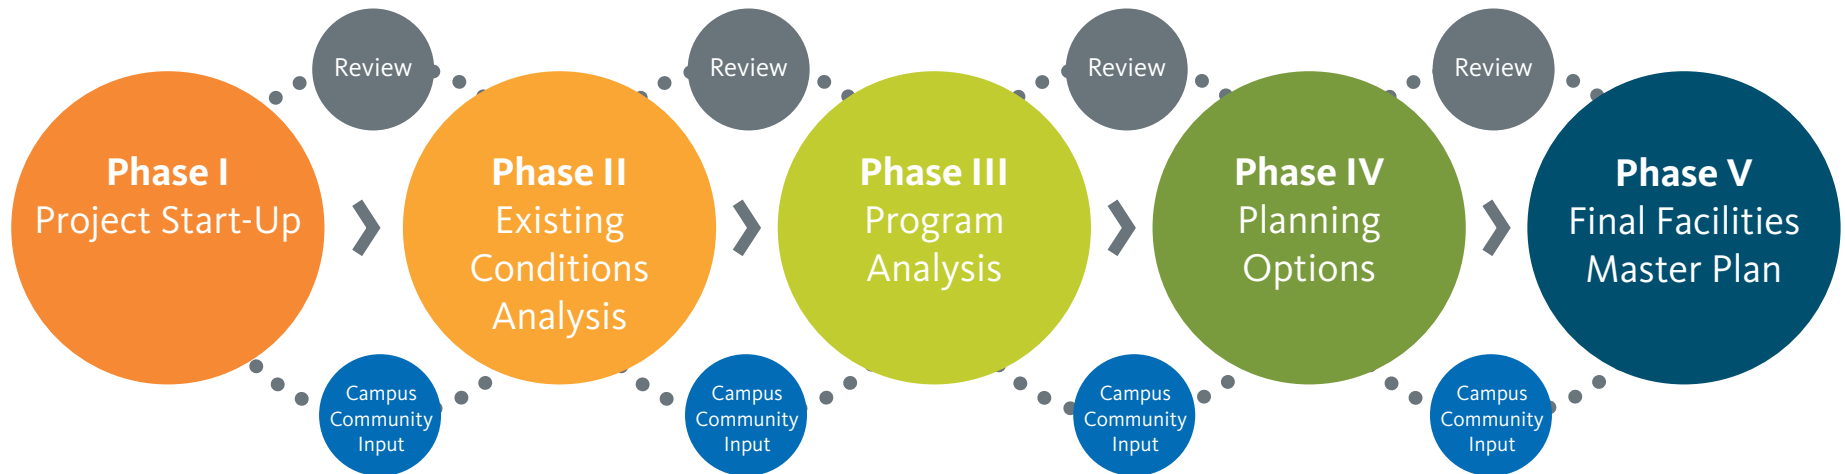 Review
Review
Review
Review
Phase I
Project Start-Up
Phase II
Existing
Conditions
Analysis
Phase III
Program
Analysis
Phase IV
Planning
Options
Phase V
Final Facilities
Master Plan
Campus
Community
Input
Campus
Community
Input
Campus
Community
Input
Campus
Community
Input